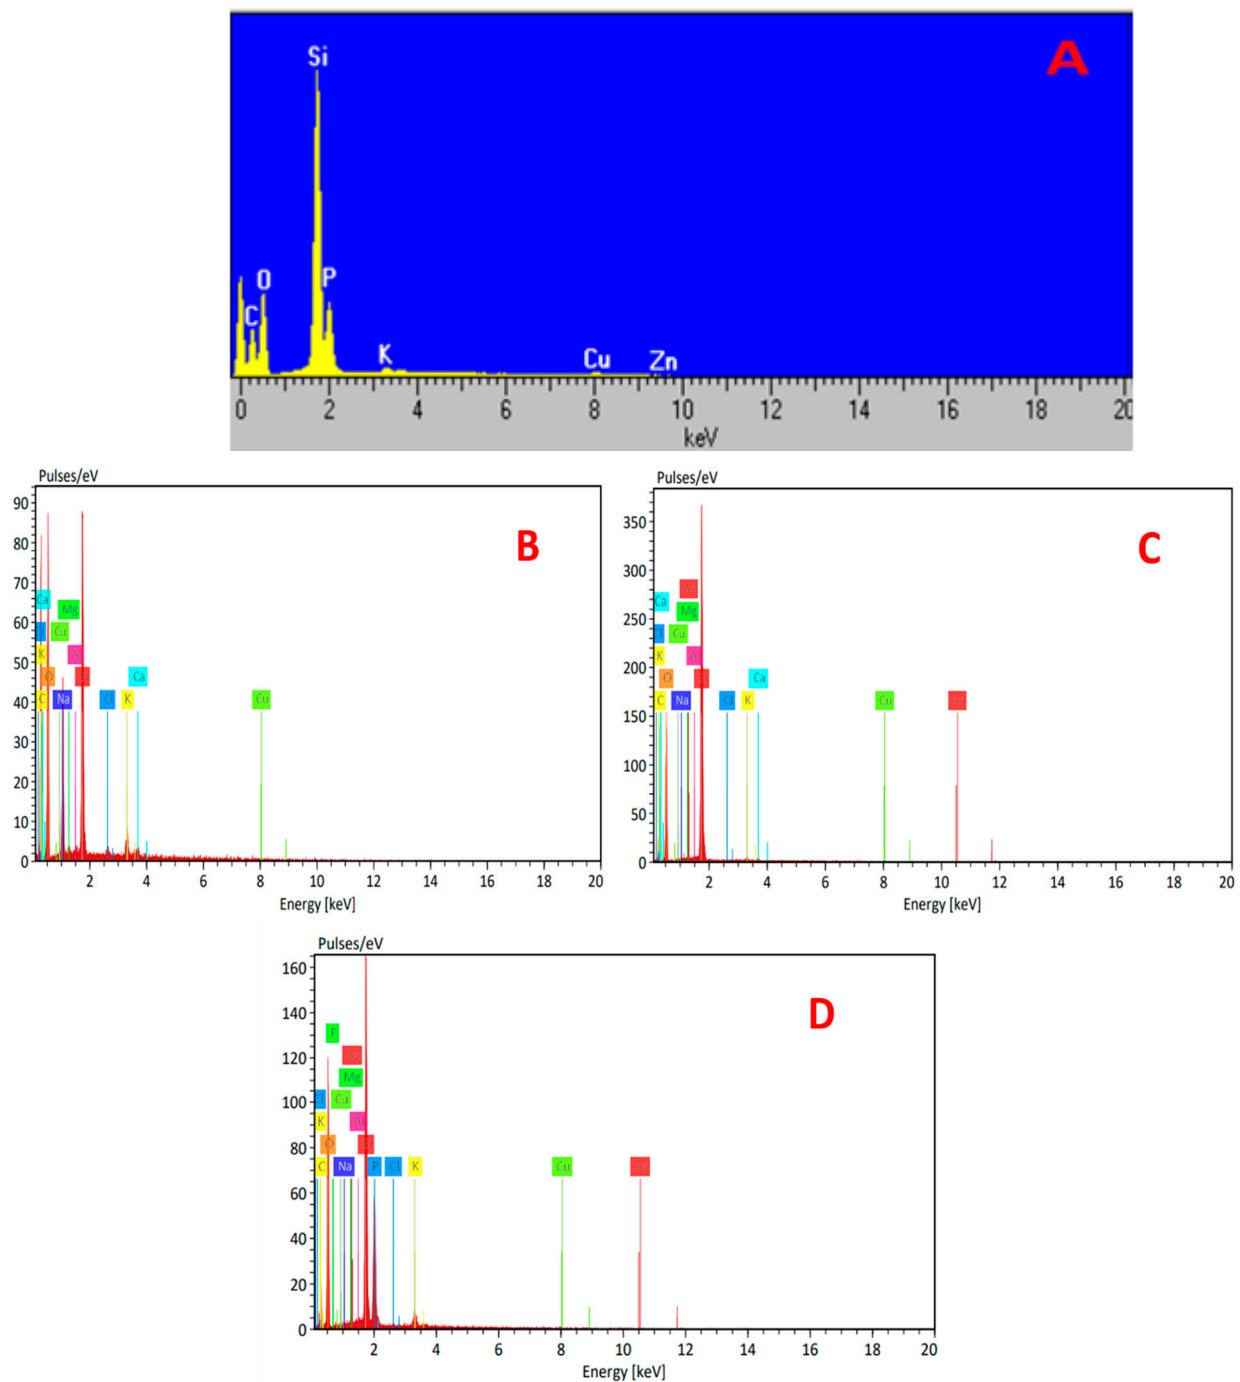 A
Si
O
P
C
K
Cu
Zn
0 2 4 6 8 10 12 14 16 18 20
keV
Pulses/eV
B
90
80
70
60
50
40
30
20
10
0
Ca
Mg
Cu
K
O
Ca
C Na Cl K Cu
2 4 6 8 10 12 14 16 18 20
Energy [keV]
Pulses/eV
C
350
300
250
200
150
100
50
0
Ca
Mg
Cu
K
O
Ca
C Na Cl K Cu
2 4 6 8 10 12 14 16 18 20
Energy [keV]
Pulses/eV
D
160
140
120
100
80
60
40
20
0
F
Mg
Cl Cu
K Al
O
C Na P Cl K Cu
2 4 6 8 10 12 14 16 18 20
Energy [keV]